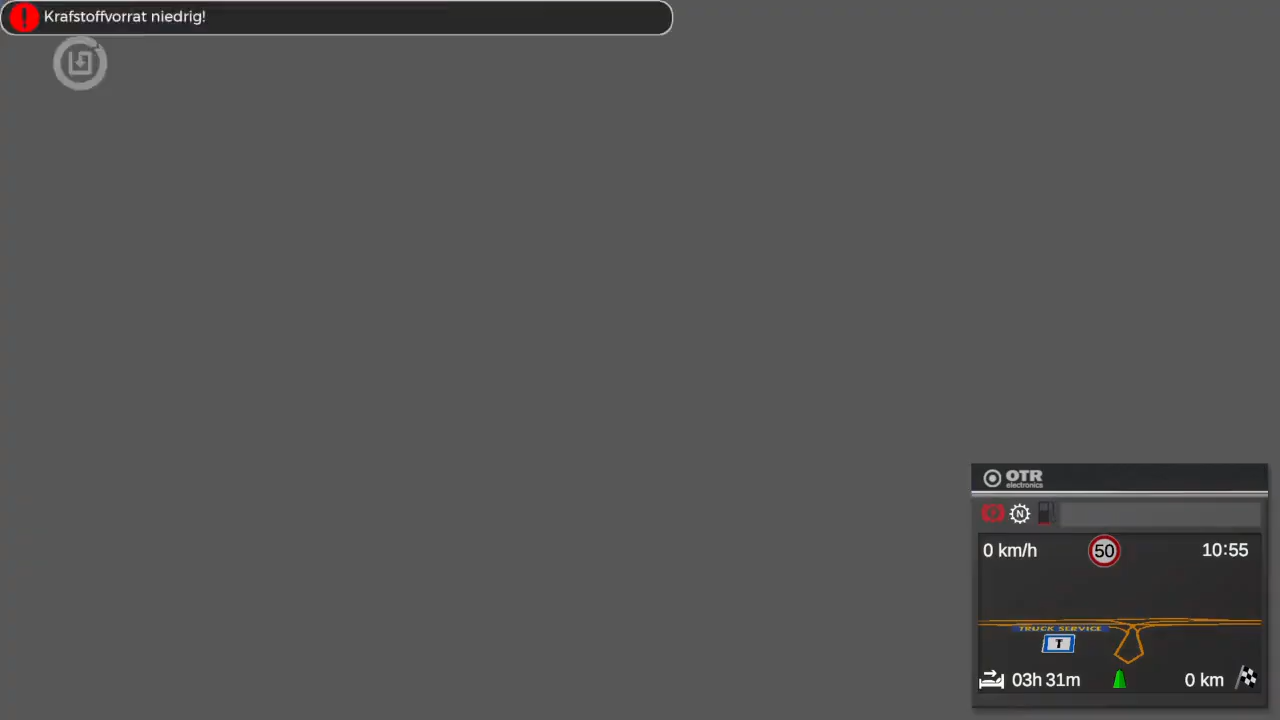 Krafstoffvorrat niedrig!
OTR
electronics
N
0 km/h
50
10:55
TRUCK SERVICE
T
03h 31m
0 km